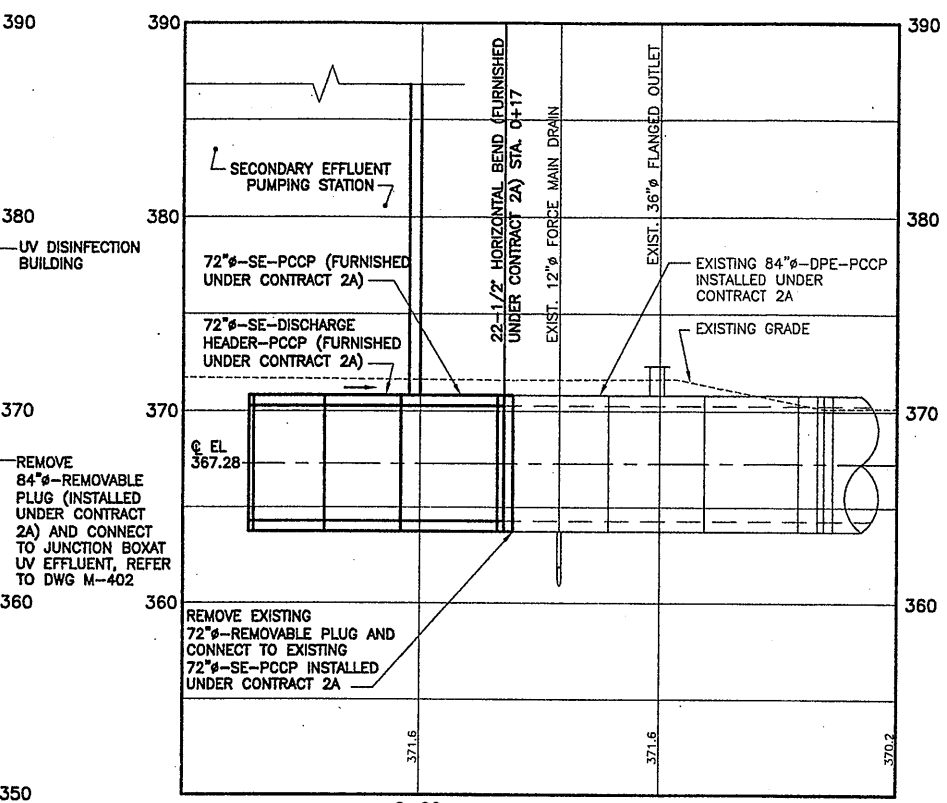 390
390
390
SECONDARY EFFLUENT
PUMPING STATION
380
380
380
UV DISINFECTION
BUILDING
72"ø-SE-PCCP (FURNISHED
UNDER CONTRACT 2A)
72"ø-SE-DISCHARGE
HEADER-PCCP (FURNISHED
UNDER CONTRACT 2A)
22-1/2° HORIZONTAL BEND (FURNISHED
UNDER CONTRACT 2A) STA. 0+17
EXIST. 12"ø FORCE MAIN DRAIN
EXIST. 36"ø FLANGED OUTLET
EXISTING 84"ø-DPE-PCCP
INSTALLED UNDER
CONTRACT 2A
EXISTING GRADE
370
370
370
℄ EL
367.28
REMOVE
84"ø-REMOVABLE
PLUG (INSTALLED
UNDER CONTRACT
2A) AND CONNECT
TO JUNCTION BOXAT
UV EFFLUENT, REFER
TO DWG M-402
360
360
360
REMOVE EXISTING
72"ø-REMOVABLE PLUG AND
CONNECT TO EXISTING
72"ø-SE-PCCP INSTALLED
UNDER CONTRACT 2A
371.6
371.6
370.2
350
350